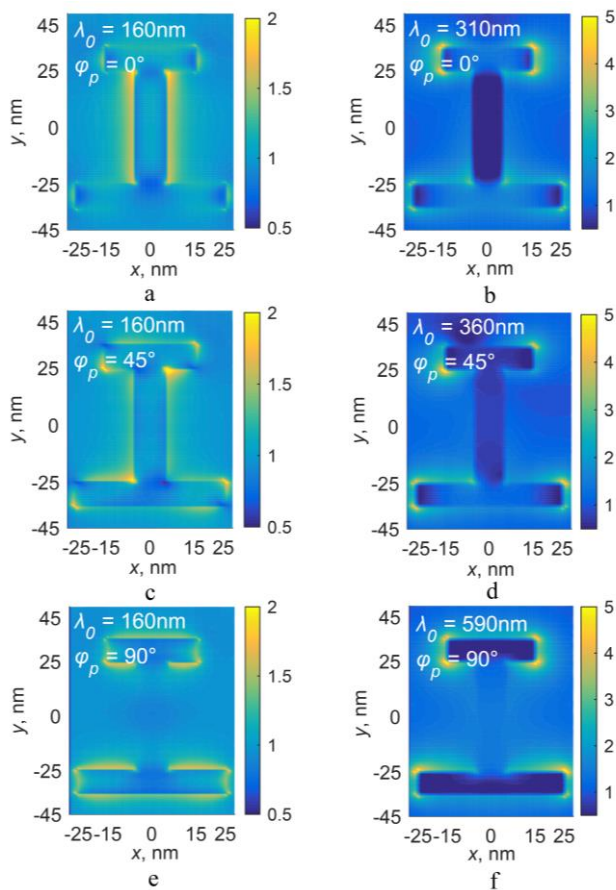 45
25
0
-25
-45
y, nm
λ₀ = 160nm
φₚ = 0°
-25-15 0 15 25
x, nm
2
1.5
1
0.5
a
45
25
0
-25
-45
y, nm
λ₀ = 310nm
φₚ = 0°
-25-15 0 15 25
x, nm
5
4
3
2
1
b
45
25
0
-25
-45
y, nm
λ₀ = 160nm
φₚ = 45°
-25-15 0 15 25
x, nm
2
1.5
1
0.5
c
45
25
0
-25
-45
y, nm
λ₀ = 360nm
φₚ = 45°
-25-15 0 15 25
x, nm
5
4
3
2
1
d
45
25
0
-25
-45
y, nm
λ₀ = 160nm
φₚ = 90°
-25-15 0 15 25
x, nm
2
1.5
1
0.5
e
45
25
0
-25
-45
y, nm
λ₀ = 590nm
φₚ = 90°
-25-15 0 15 25
x, nm
5
4
3
2
1
f